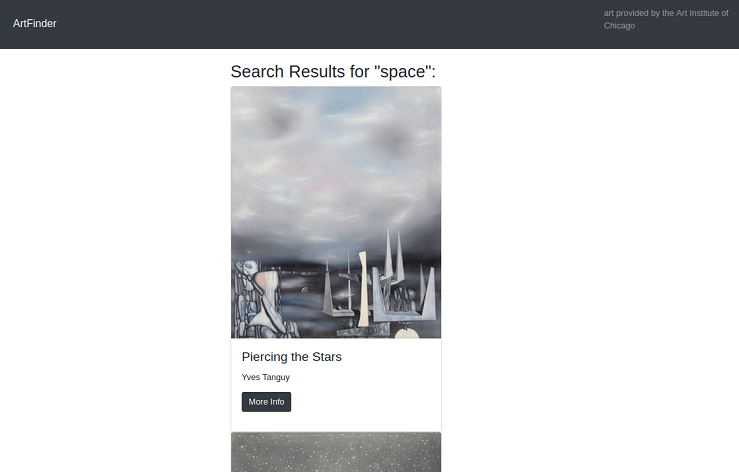 ArtFinder
art provided by the Art Institute of
Chicago
Search Results for "space":
Piercing the Stars
Yves Tanguy
More Info